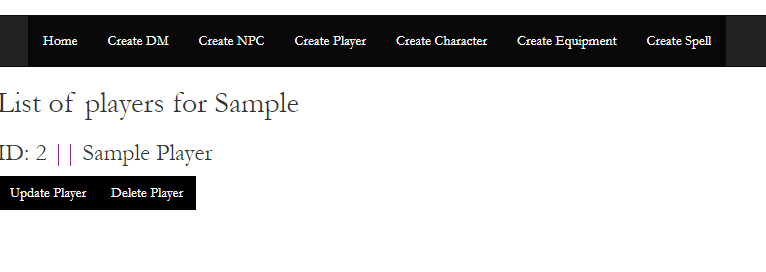 Home Create DM Create NPC Create Player Create Character Create Equipment Create Spell
List of players for Sample
ID: 2 || Sample Player
Update Player Delete Player